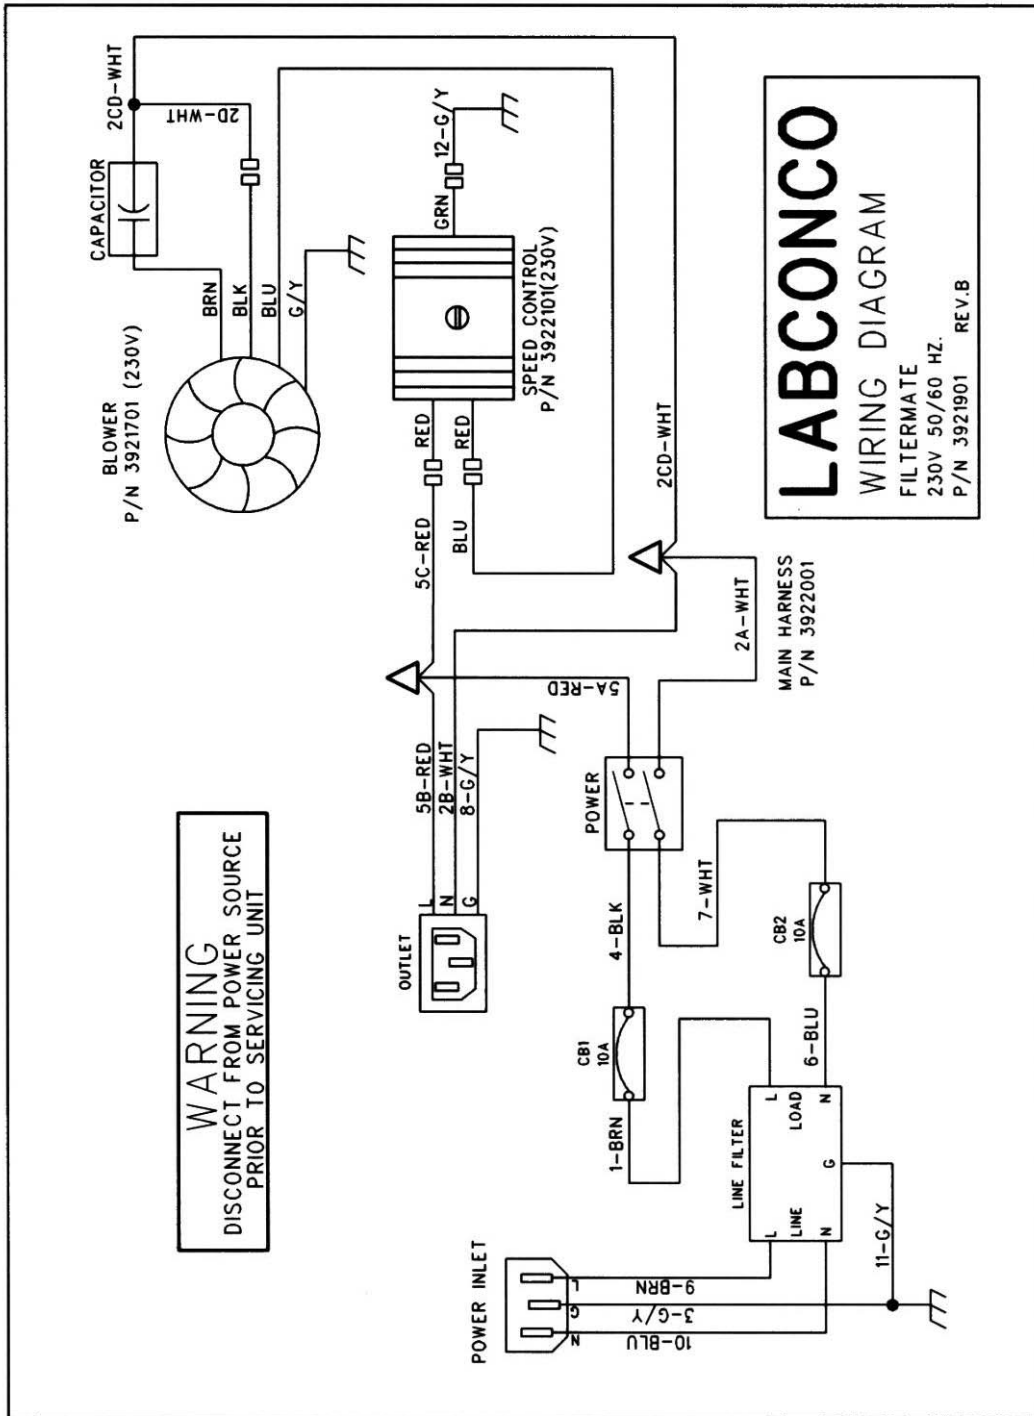 WARNING
DISCONNECT FROM POWER SOURCE
PRIOR TO SERVICING UNIT
BLOWER
P/N 3921701 (230V)
CAPACITOR
2CD-WHT
2D-WHT
BRN
BLK
BLU
G/Y
OUTLET
L
N
G
5B-RED
2B-WHT
8-G/Y
5C-RED
RED
BLU
RED
GRN
12-G/Y
SPEED CONTROL
P/N 3922101(230V)
2CD-WHT
5A-RED
2A-WHT
MAIN HARNESS
P/N 3922001
POWER
4-BLK
7-WHT
CB1
10A
CB2
10A
1-BRN
6-BLU
POWER INLET
L
G
N
9-BRN
3-G/Y
10-BLU
LINE FILTER
L
LINE
N
G
L
LOAD
N
11-G/Y
LABCONCO
WIRING DIAGRAM
FILTERMATE
230V 50/60 HZ.
P/N 3921901 REV.B